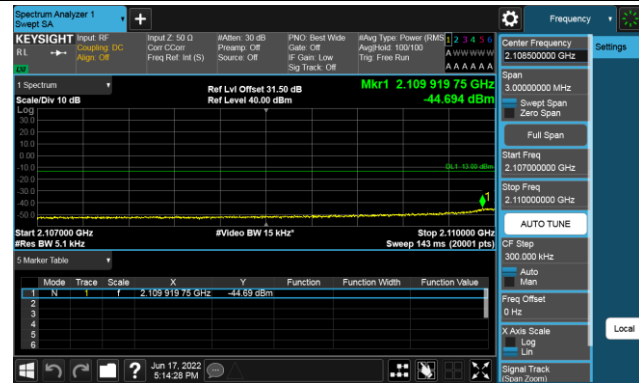 Spectrum Analyzer 1
Swept SA
Frequency
KEYSIGHT Input: RF Input Z: 50 Ω #Atten: 30 dB PNO: Best Wide #Avg Type: Power (RMS 1 2 3 4 5 6
RL Coupling: DC Corr CCorr Preamp: Off Gate: Off Avg|Hold: 100/100 A W W W W W
Align: Off Freq Ref: Int (S) Source: Off IF Gain: Low Trig: Free Run
Sig Track: Off A A A A A A
LXI
Center Frequency
2.108500000 GHz
Settings
Span
3.00000000 MHz
Swept Span
Zero Span
Full Span
Start Freq
2.107000000 GHz
Stop Freq
2.110000000 GHz
AUTO TUNE
CF Step
300.000 kHz
Auto
Man
Freq Offset
0 Hz
X Axis Scale
Log
Lin
Local
Signal Track
(Span Zoom)
1 Spectrum
Ref Lvl Offset 31.50 dB
Mkr1 2.109 919 75 GHz
Scale/Div 10 dB
Ref Level 40.00 dBm
-44.694 dBm
Log
30.0
20.0
10.0
0.00
-10.0
DL1 -13.00 dBm
-20.0
-30.0
-40.0
-50.0
1
Start 2.107000 GHz #Video BW 15 kHz* Stop 2.110000 GHz
#Res BW 5.1 kHz Sweep 143 ms (20001 pts)
5 Marker Table
Mode Trace Scale X Y Function Function Width Function Value
1 N 1 f 2.109 919 75 GHz -44.69 dBm
2
3
4
5
6
Jun 17, 2022
5:14:28 PM